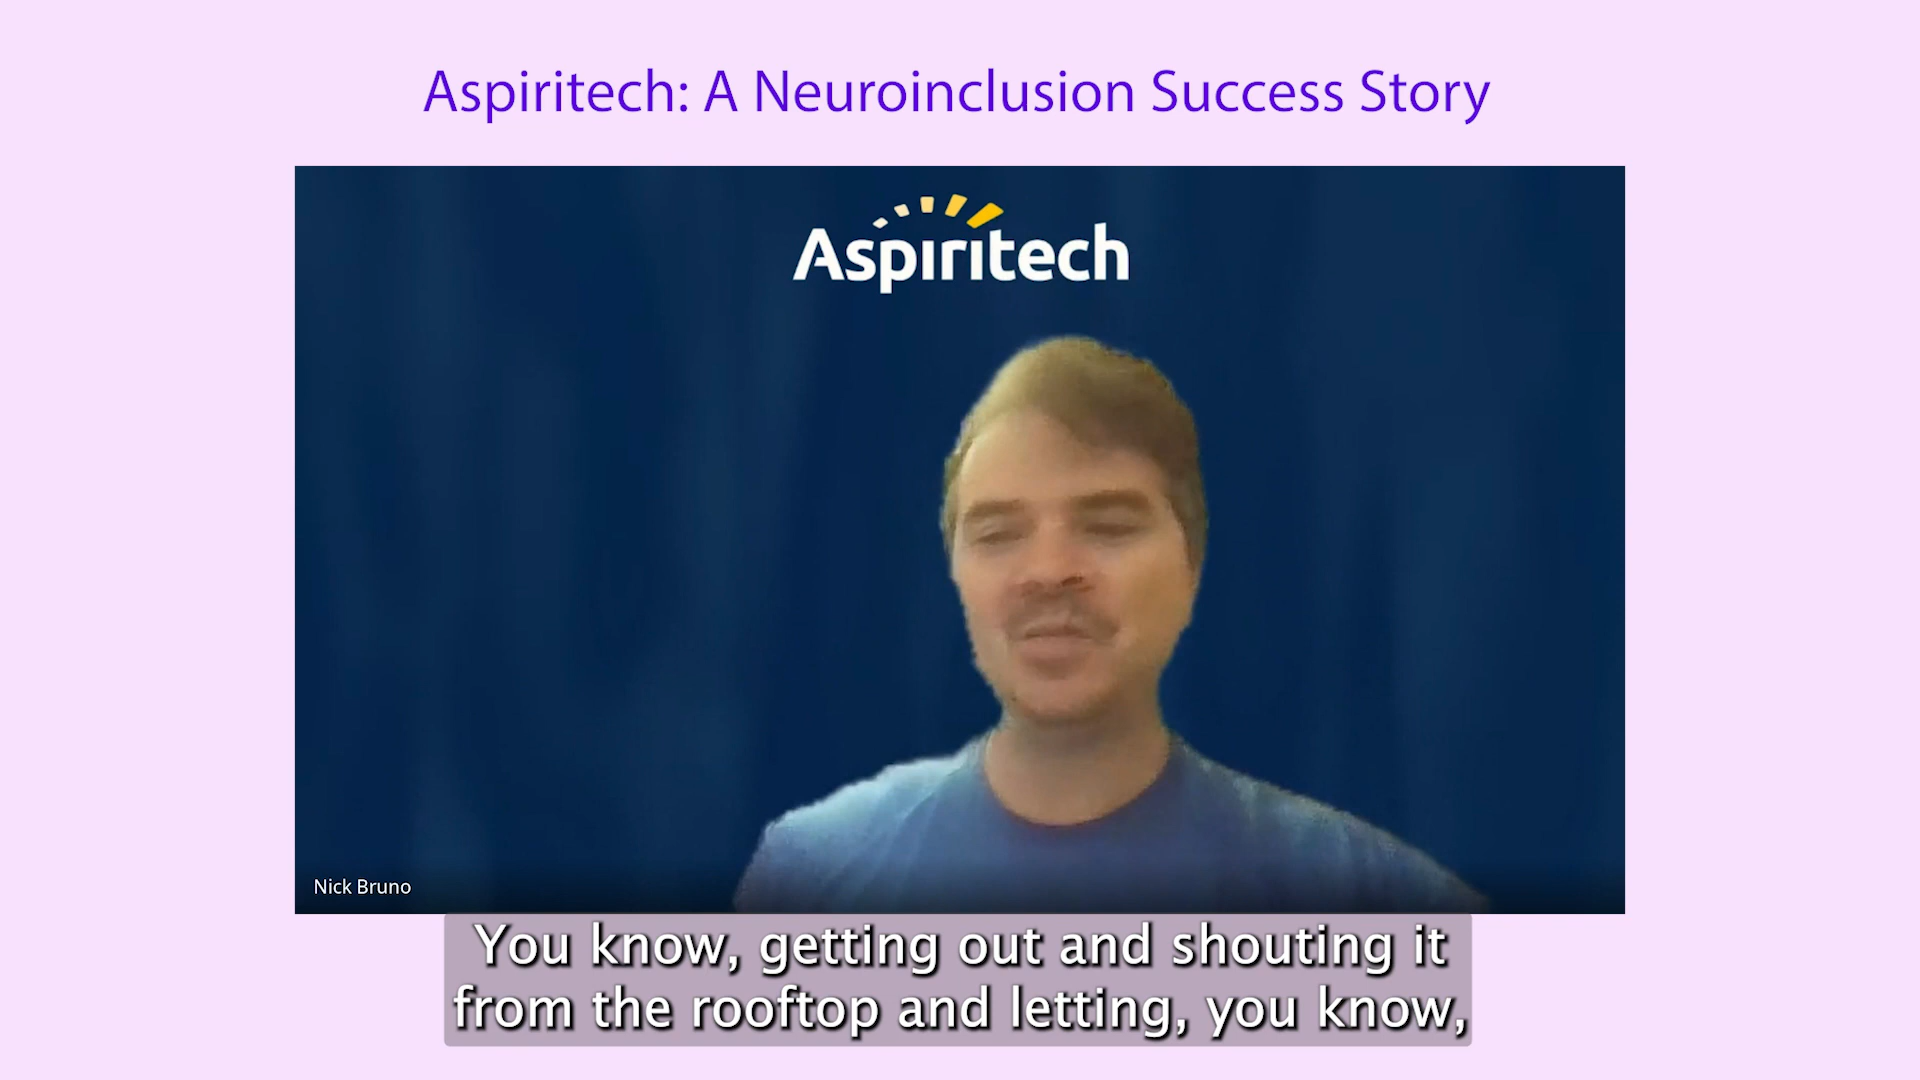 Aspiritech: A Neuroinclusion Success Story
Aspiritech
Nick Bruno
You know, getting out and shouting it
from the rooftop and letting, you know,